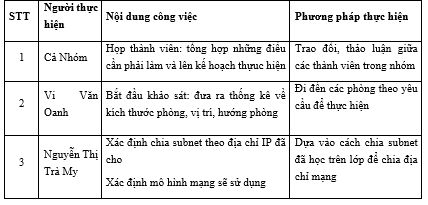 STT
Người thực
hiện
Nội dung công việc
Phương pháp thực hiện
1
Cả Nhóm
Họp thành viên: tổng hợp những điều
cần phải làm và lên kế hoạch thựuc hiện
Trao đổi, thảo luận giữa
các thành viên trong nhóm
2
Vi Văn
Oanh
Bắt đầu khảo sát: đưa ra thống kê về
kích thước phòng, vị trí, hướng phòng
Đi đến các phòng theo yêu
cầu để thực hiện
3
Nguyễn Thị
Trà My
Xác định chia subnet theo địa chỉ IP đã
cho
Xác định mô hình mạng sẽ sử dụng
Dựa vào cách chia subnet
đã học trên lớp để chia địa
chỉ mạng